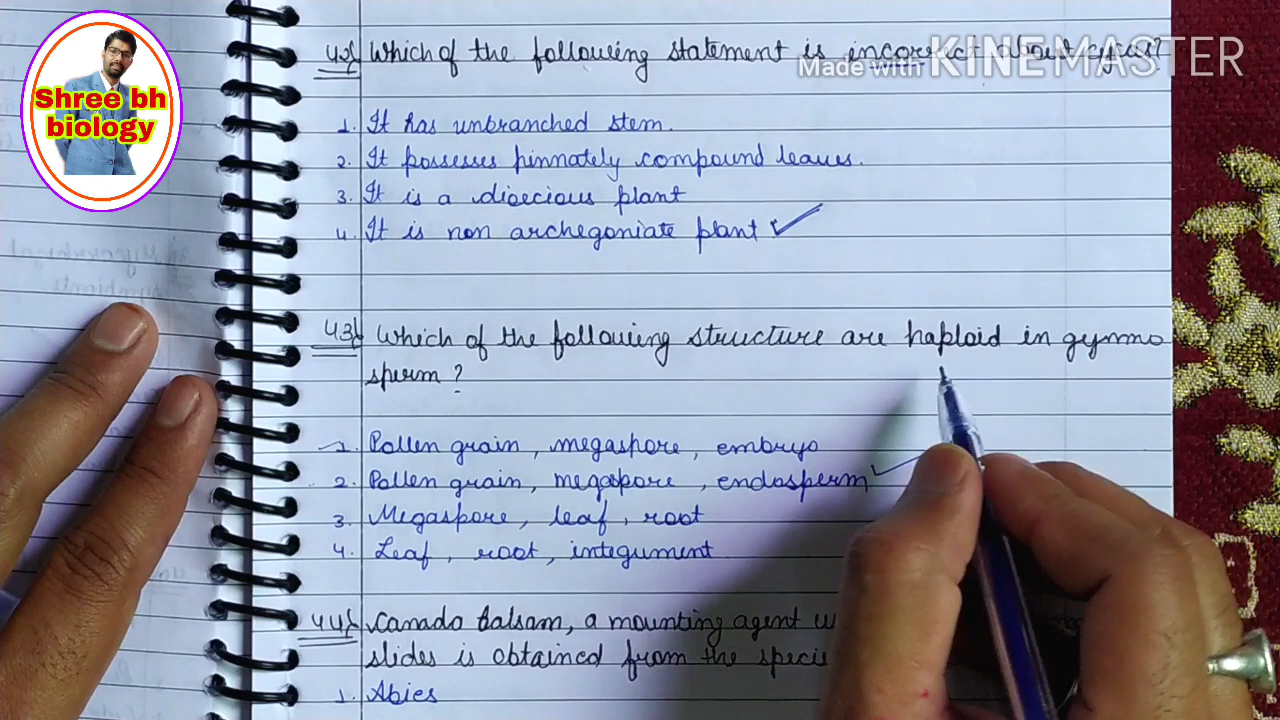 Shree bh
biology
Made with KINEMASTER
42 Which of the following statement is incorrect about cycas?
1. It has unbranched stem.
2. It possesses pinnately compound leaves.
3. It is a dioecious plant
4. It is non archegoniate plant
43 Which of the following structure are haploid in gymno
sperm ?
1. Pollen grain, megaspore, embryo
2. Pollen grain, megaspore, endosperm
3. Megaspore, leaf, root
4. Leaf, root, integument
44 Canada Balsam, a mounting agent
slides is obtained from the
1. Abies